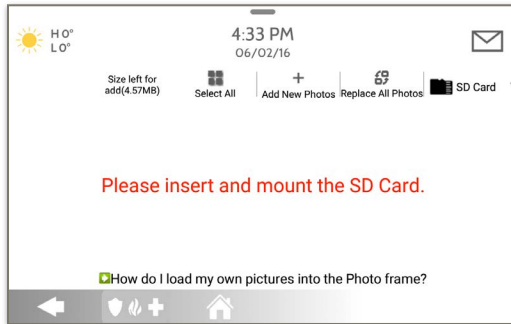 H 0°
L 0°
4:33 PM
06/02/16
Size left for
add(4.57MB)
Select All
Add New Photos
Replace All Photos
SD Card
Please insert and mount the SD Card.
How do I load my own pictures into the Photo frame?